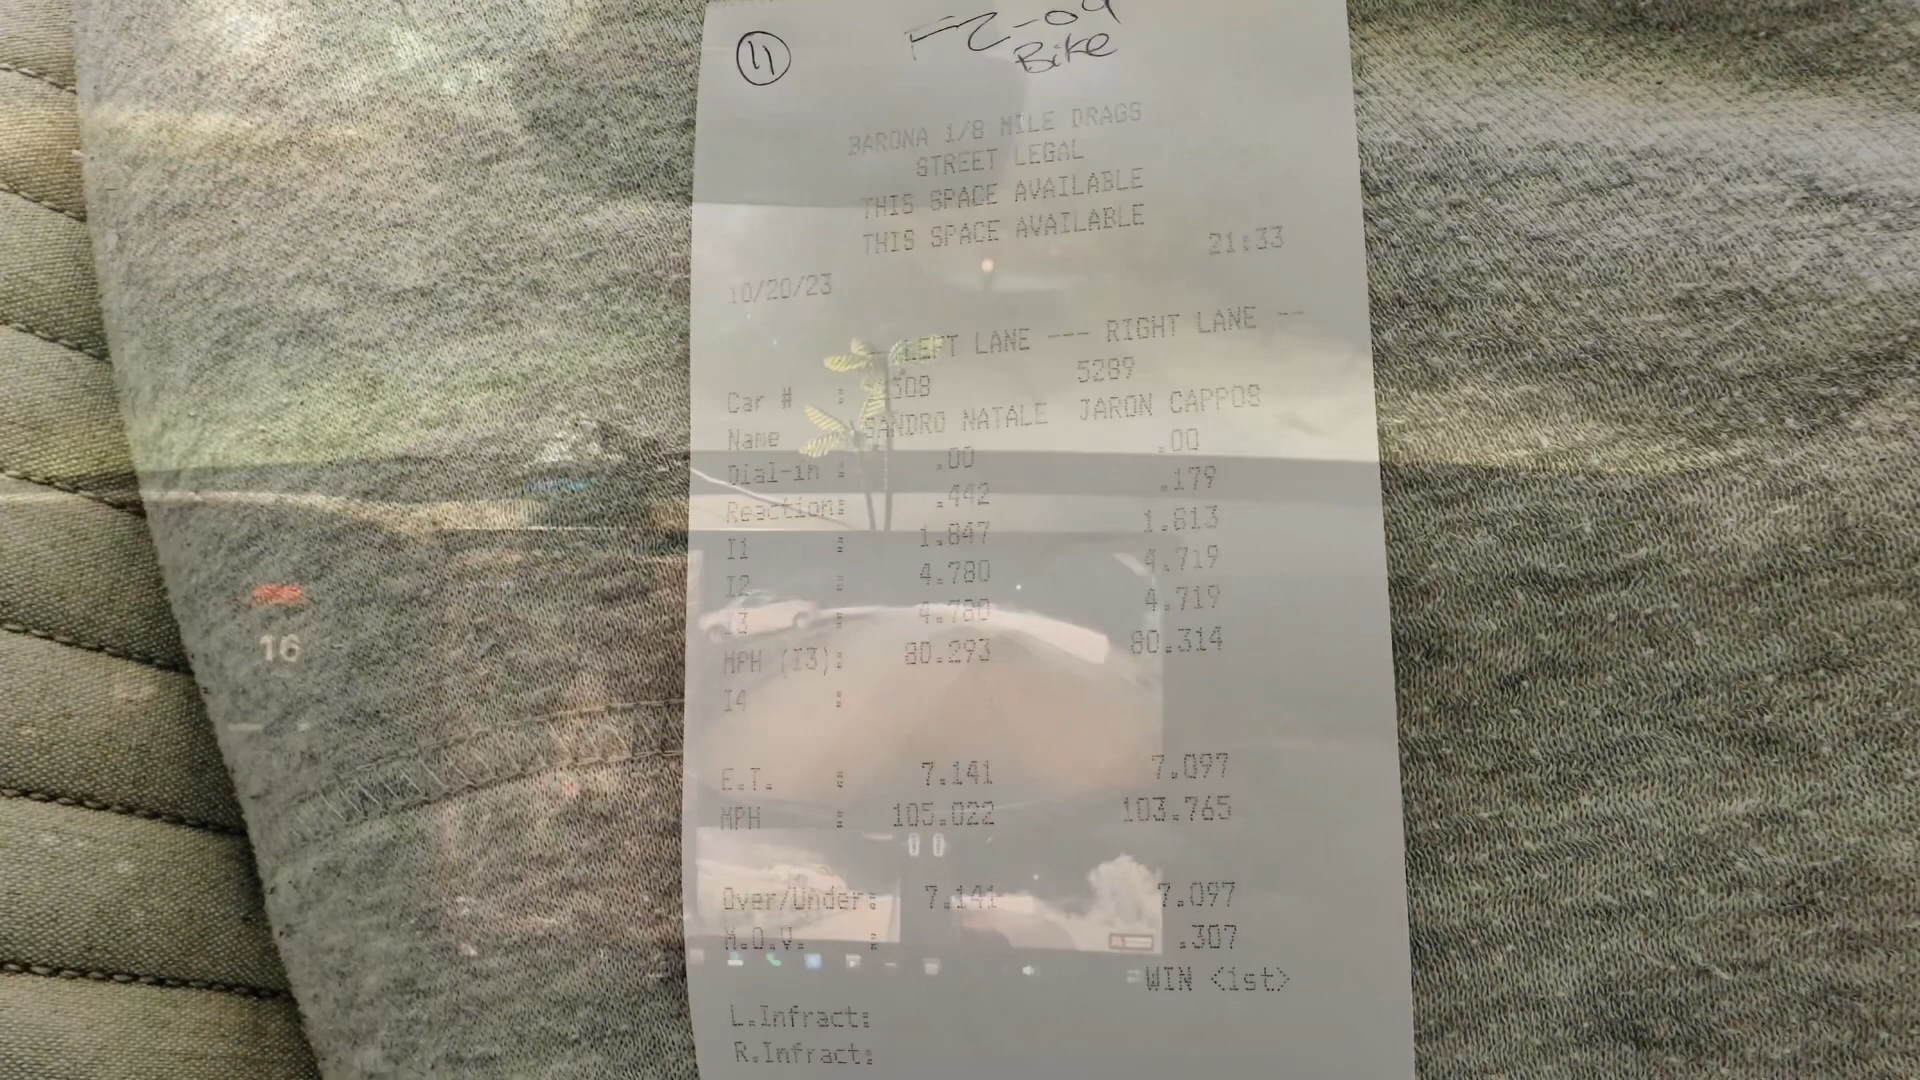 11
FZ-09
Bike
BARONA 1/8 MILE DRAGS
STREET LEGAL
THIS SPACE AVAILABLE
THIS SPACE AVAILABLE
10/20/23 21:33
-- LEFT LANE --- RIGHT LANE --
Car # : 308 5289
Name SANDRO NATALE JARON CAPPOS
Dial-in : .00 .00
Reaction: .442 .179
I1 : 1.847 1.813
I2 : 4.780 4.719
I3 : 4.780 4.719
MPH (I3): 80.293 80.314
I4 :
E.T. : 7.141 7.097
MPH : 105.022 103.765
Over/Under: 7.141 7.097
M.O.V. : .307
WIN <1st>
L.Infract:
R.Infract:
16